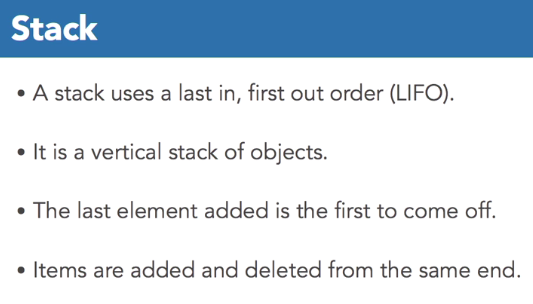 Stack
• A stack uses a last in, first out order (LIFO).
• It is a vertical stack of objects.
• The last element added is the first to come off.
• Items are added and deleted from the same end.